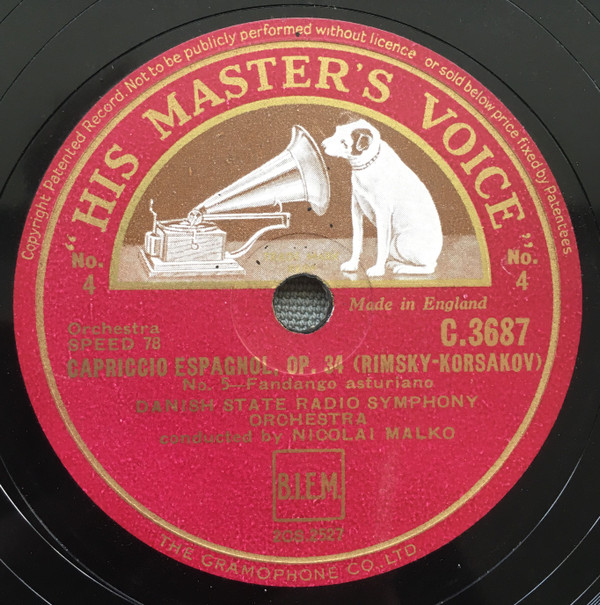 Copyright Patented Record. Not to be publicly performed without licence or sold below price fixed by Patentees
"HIS MASTER'S VOICE"
No.
4
No.
4
Made in England
Orchestra
SPEED 78
C.3687
CAPRICCIO ESPAGNOL, OP. 34 (RIMSKY-KORSAKOV)
No. 5—Fandango asturiano
DANISH STATE RADIO SYMPHONY
ORCHESTRA
conducted by NICOLAI MALKO
B.I.E.M.
2CS.2527
THE GRAMOPHONE CO., LTD